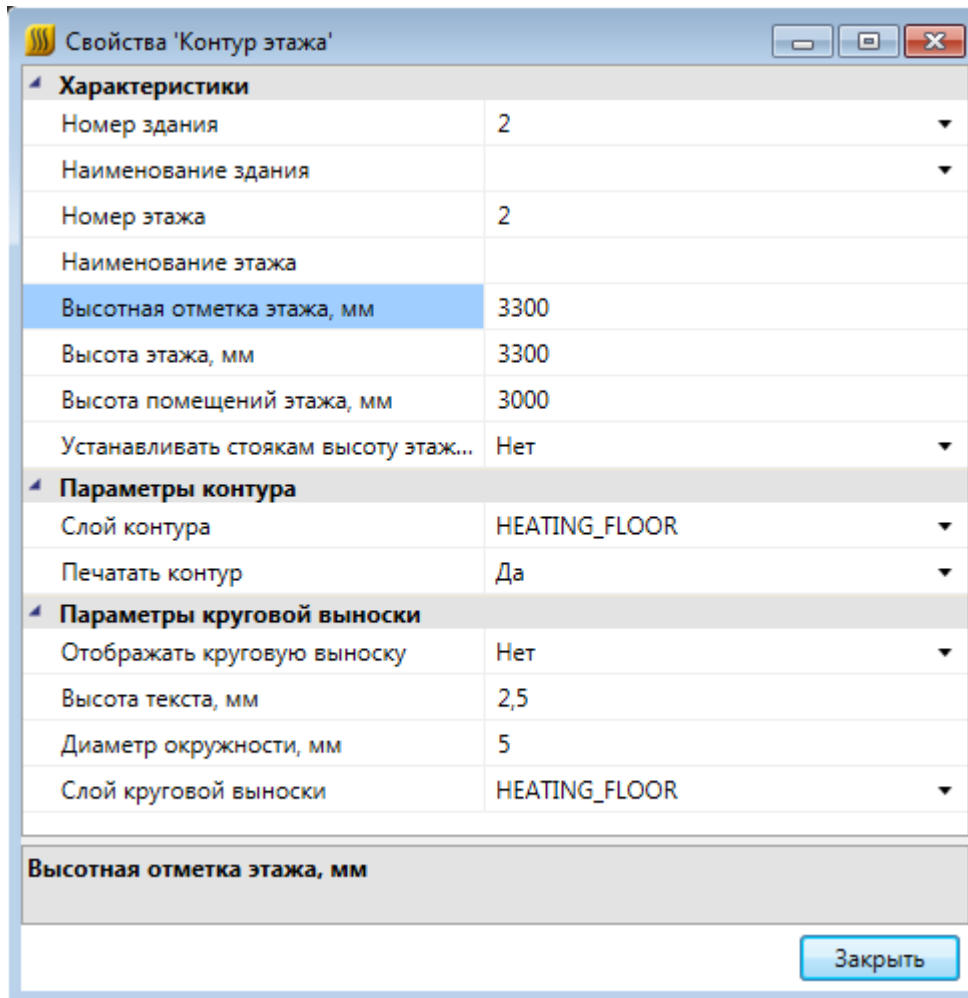 Свойства 'Контур этажа'
Характеристики
Номер здания 2
Наименование здания
Номер этажа 2
Наименование этажа
Высотная отметка этажа, мм 3300
Высота этажа, мм 3300
Высота помещений этажа, мм 3000
Устанавливать стоякам высоту этаж... Нет
Параметры контура
Слой контура HEATING_FLOOR
Печатать контур Да
Параметры круговой выноски
Отображать круговую выноску Нет
Высота текста, мм 2,5
Диаметр окружности, мм 5
Слой круговой выноски HEATING_FLOOR
Высотная отметка этажа, мм
Закрыть